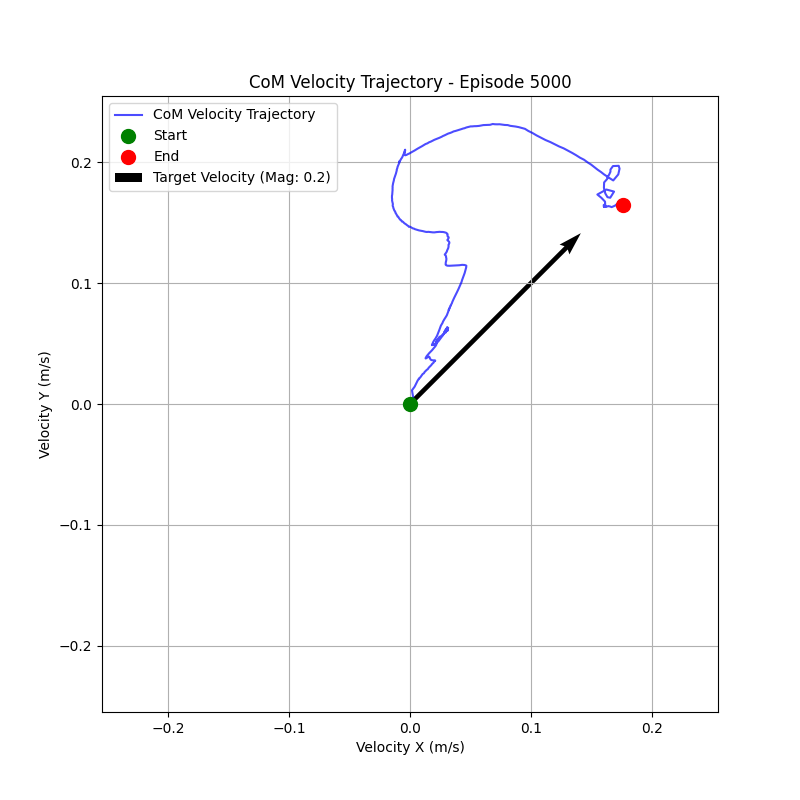 CoM Velocity Trajectory - Episode 5000
CoM Velocity Trajectory
Start
End
Target Velocity (Mag: 0.2)
0.2
0.1
0.0
−0.1
−0.2
Velocity Y (m/s)
−0.2
−0.1
0.0
0.1
0.2
Velocity X (m/s)